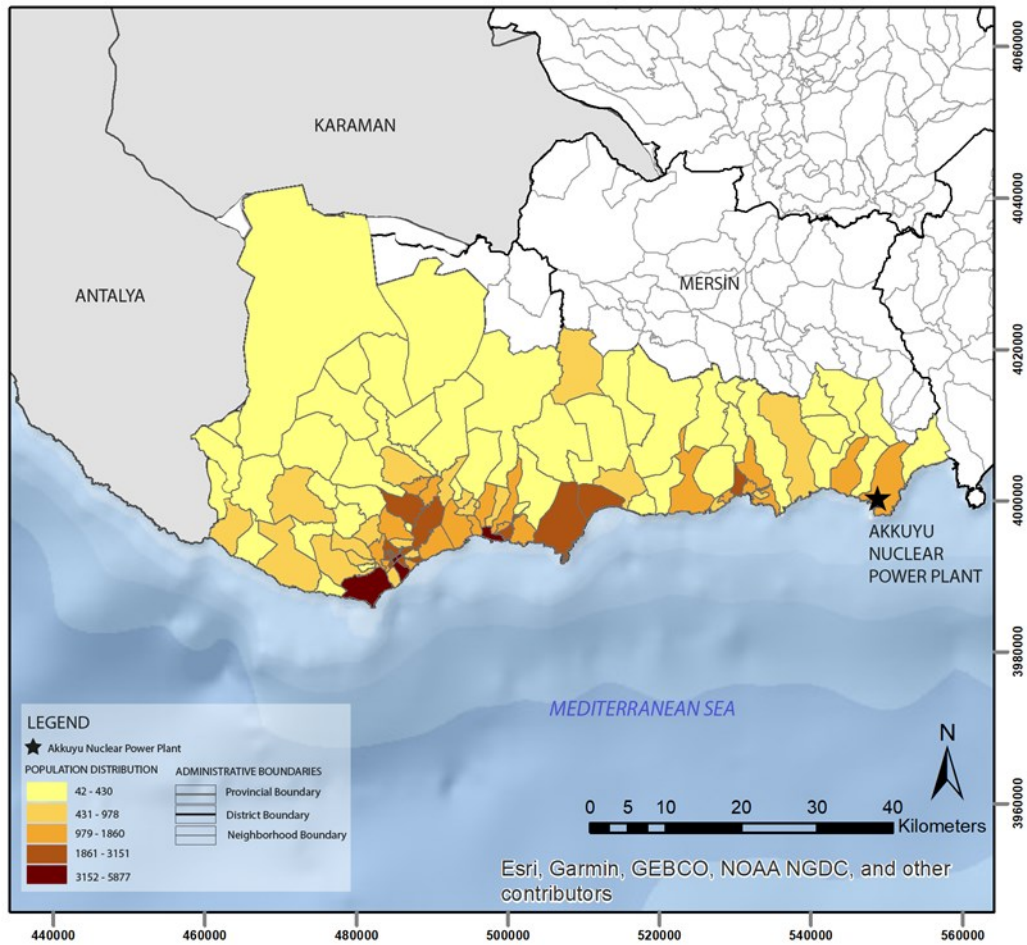 KARAMAN
ANTALYA
MERSİN
AKKUYU
NUCLEAR
POWER PLANT
MEDITERRANEAN SEA
LEGEND
Akkuyu Nuclear Power Plant
POPULATION DISTRIBUTION
42 - 430
431 - 978
979 - 1860
1861 - 3151
3152 - 5877
ADMINISTRATIVE BOUNDARIES
Provincial Boundary
District Boundary
Neighborhood Boundary
N
0 5 10 20 30 40
Kilometers
Esri, Garmin, GEBCO, NOAA NGDC, and other
contributors
4060000
4040000
4020000
4000000
3980000
3960000
440000 460000 480000 500000 520000 540000 560000